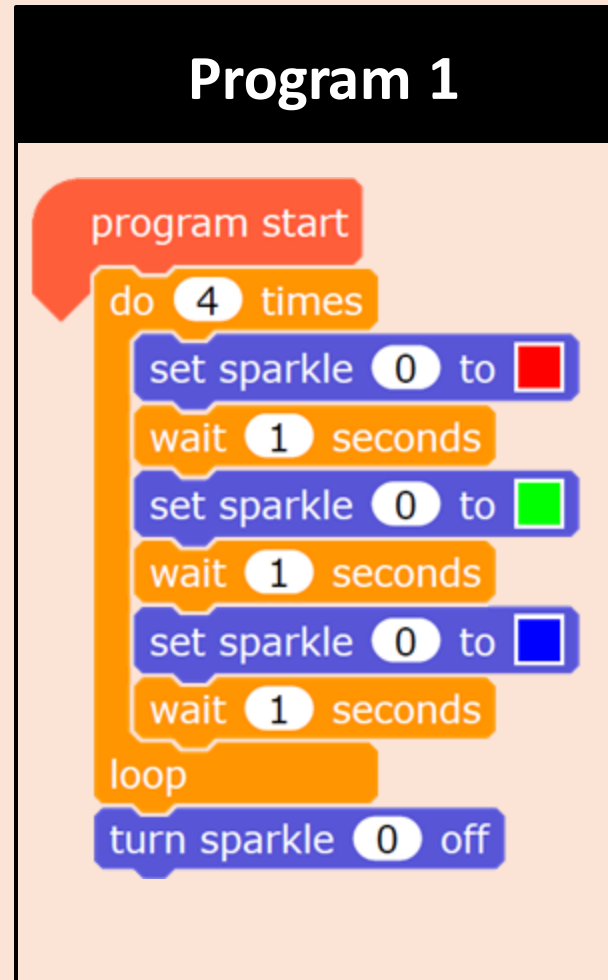 Program 1
program start
do 4 times
set sparkle 0 to
wait 1 seconds
set sparkle 0 to
wait 1 seconds
set sparkle 0 to
wait 1 seconds
loop
turn sparkle 0 off